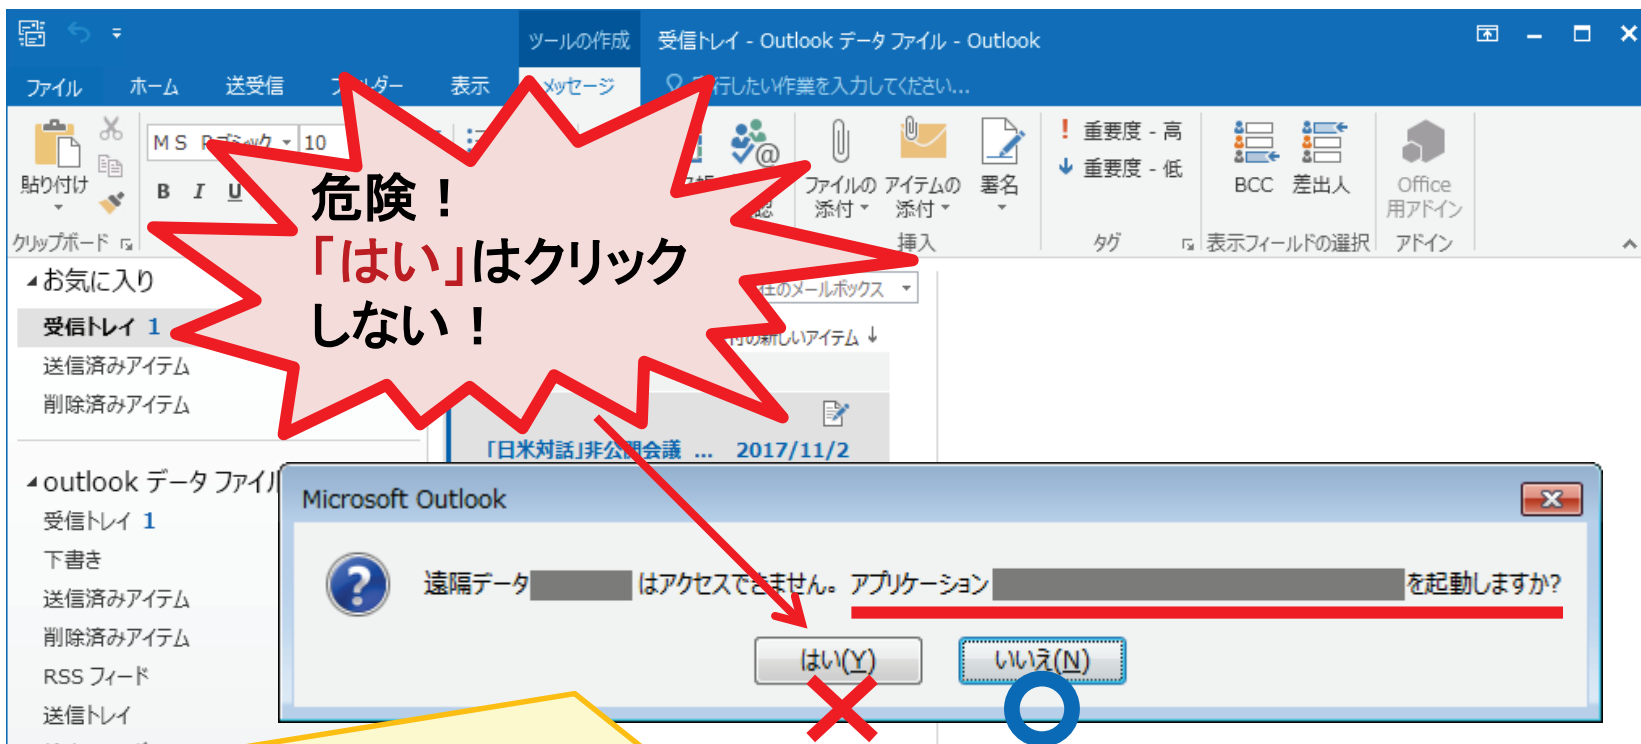 ツールの作成 受信トレイ - Outlook データ ファイル - Outlook
ファイル ホーム 送受信 表示 メッセージ 実行したい作業を入力してください...
MS Pゴシック 10
重要度 - 高
貼り付け B I U ファイルの添付 アイテムの添付 署名 重要度 - 低 BCC 差出人 Office用アドイン
クリップボード 挿入 タグ 表示フィールドの選択 アドイン
危険！
「はい」はクリック
しない！
お気に入り
受信トレイ 1
送信済みアイテム
削除済みアイテム
のメールボックス
の新しいアイテム ↓
「日米対話」非公開会議 ... 2017/11/2
outlook データ ファイル
受信トレイ 1
下書き
送信済みアイテム
削除済みアイテム
RSS フィード
送信トレイ
Microsoft Outlook
遠隔データ はアクセスできません。アプリケーション を起動しますか?
はい(Y) いいえ(N)